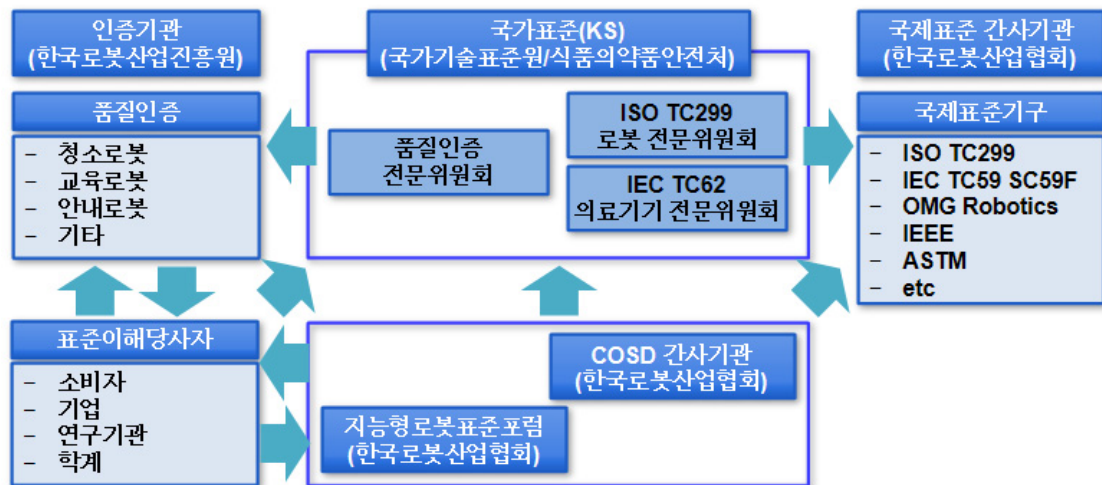 인증기관
(한국로봇산업진흥원)
품질인증
– 청소로봇
– 교육로봇
– 안내로봇
– 기타
국가표준(KS)
(국가기술표준원/식품의약품안전처)
품질인증
전문위원회
ISO TC299
로봇 전문위원회
IEC TC62
의료기기 전문위원회
국제표준 간사기관
(한국로봇산업협회)
국제표준기구
– ISO TC299
– IEC TC59 SC59F
– OMG Robotics
– IEEE
– ASTM
– etc
표준이해당사자
– 소비자
– 기업
– 연구기관
– 학계
COSD 간사기관
(한국로봇산업협회)
지능형로봇표준포럼
(한국로봇산업협회)